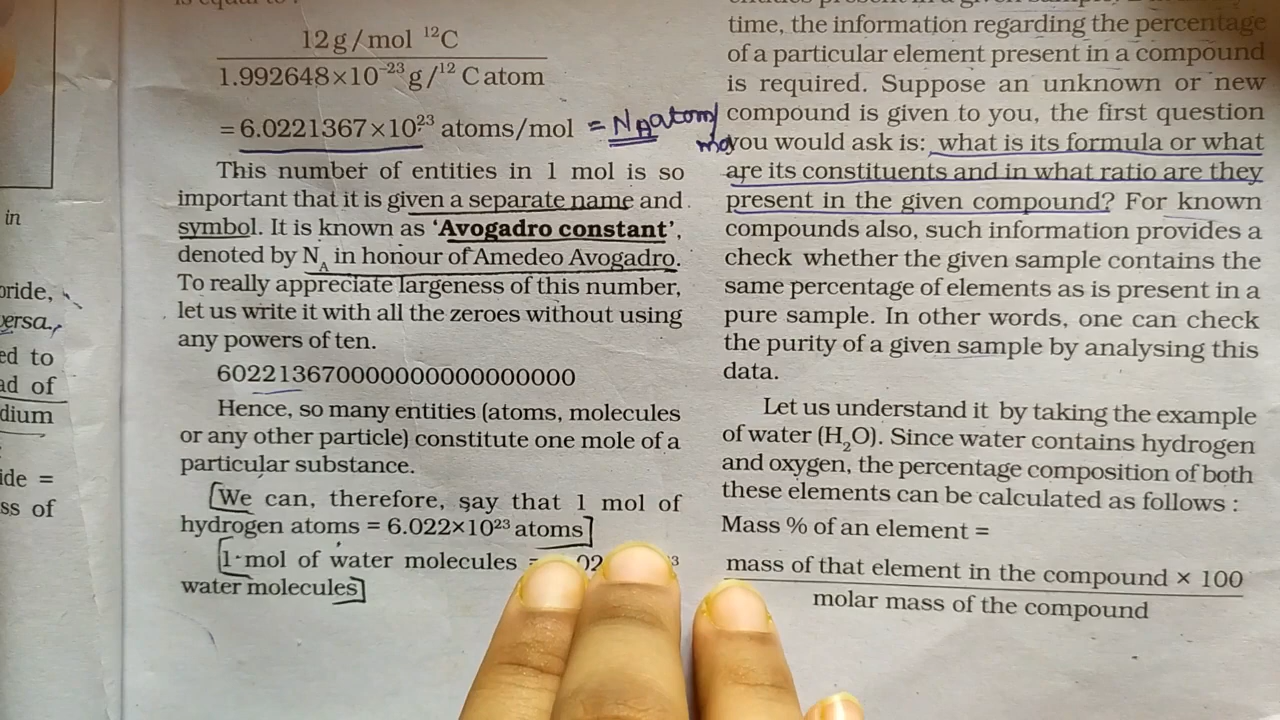 in
oride,
versa.
ed to
ad of
dium
ide =
ss of
12 g/mol ¹²C
1.992648×10⁻²³ g/¹² C atom
= 6.0221367×10²³ atoms/mol = NA atom/
mol
This number of entities in 1 mol is so
important that it is given a separate name and
symbol. It is known as ‘Avogadro constant’,
denoted by N_A in honour of Amedeo Avogadro.
To really appreciate largeness of this number,
let us write it with all the zeroes without using
any powers of ten.
602213670000000000000000
Hence, so many entities (atoms, molecules
or any other particle) constitute one mole of a
particular substance.
[We can, therefore, say that 1 mol of
hydrogen atoms = 6.022×10²³ atoms]
[1 mol of water molecules =
water molecules]
time, the information regarding the percentage
of a particular element present in a compound
is required. Suppose an unknown or new
compound is given to you, the first question
you would ask is: what is its formula or what
are its constituents and in what ratio are they
present in the given compound? For known
compounds also, such information provides a
check whether the given sample contains the
same percentage of elements as is present in a
pure sample. In other words, one can check
the purity of a given sample by analysing this
data.
Let us understand it by taking the example
of water (H₂O). Since water contains hydrogen
and oxygen, the percentage composition of both
these elements can be calculated as follows :
Mass % of an element =
mass of that element in the compound × 100
molar mass of the compound